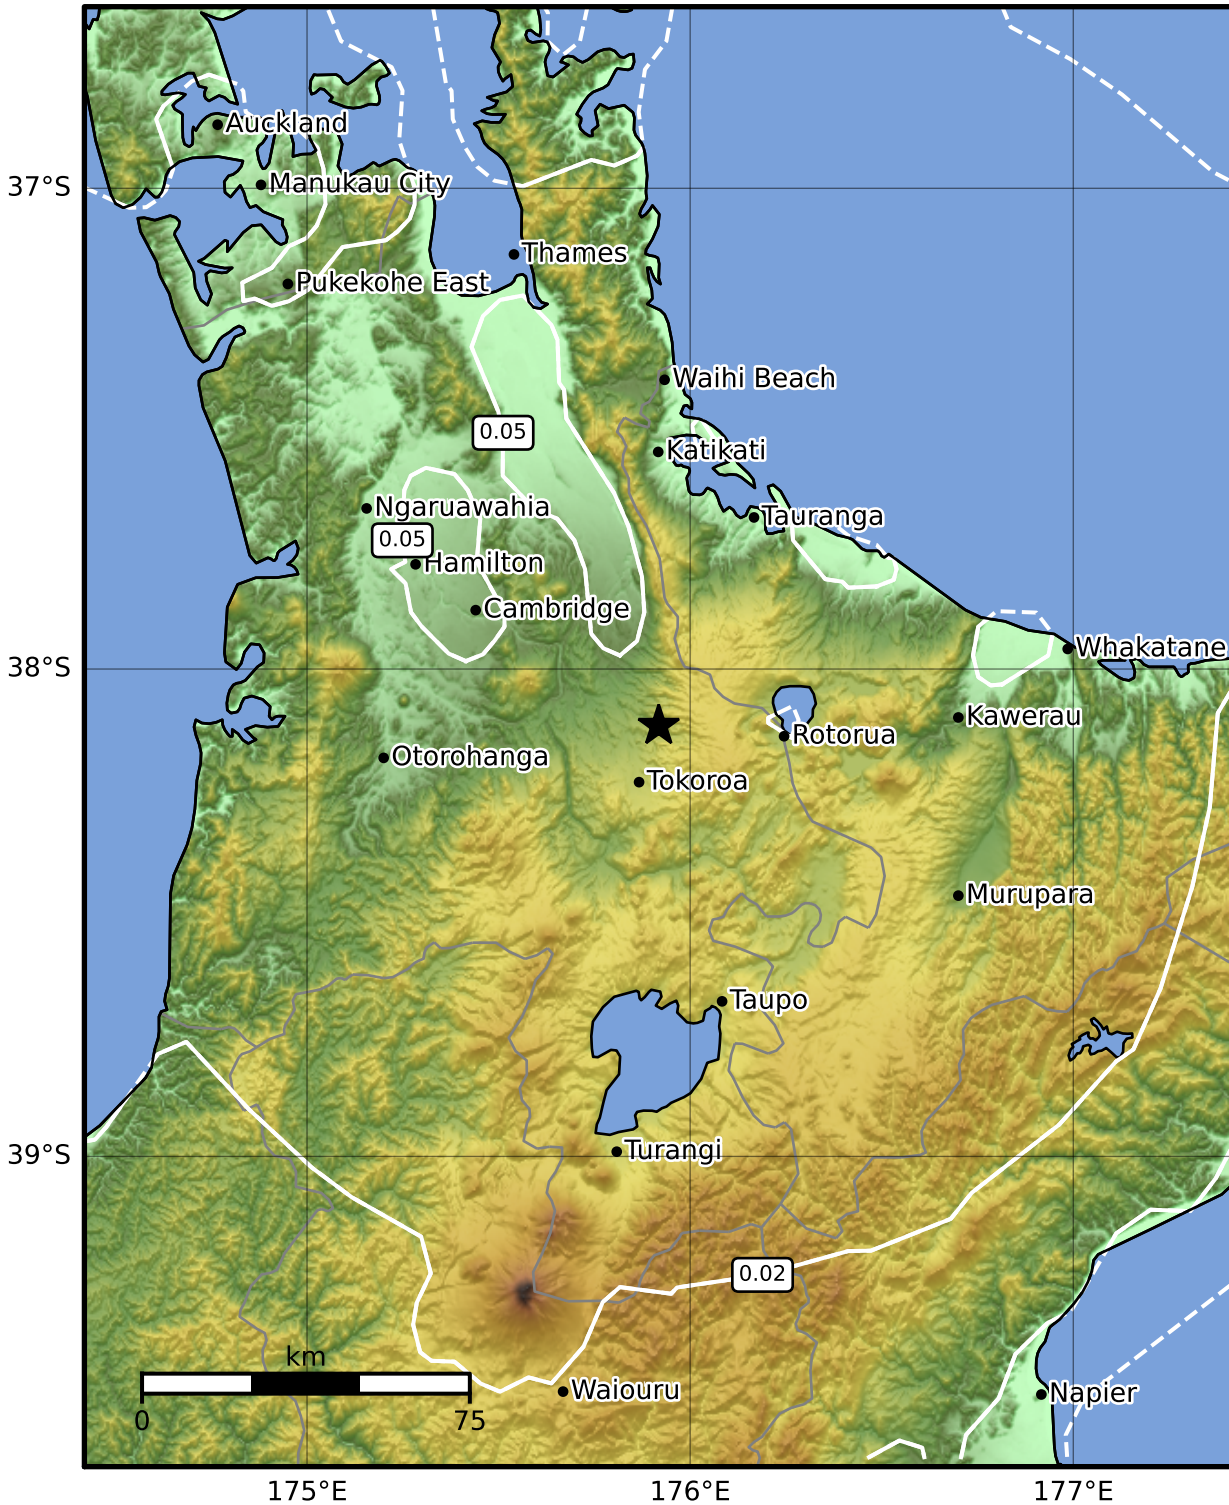 Auckland
37°S
Manukau City
Thames
Pukekohe East
Waihi Beach
0.05
Katikati
Ngaruawahia
Tauranga
0.05
Hamilton
Cambridge
Whakatane
38°S
Kawerau
Rotorua
Otorohanga
Tokoroa
Murupara
Taupo
39°S
Turangi
0.02
km
Waiouru
Napier
0
75
175°E
176°E
177°E